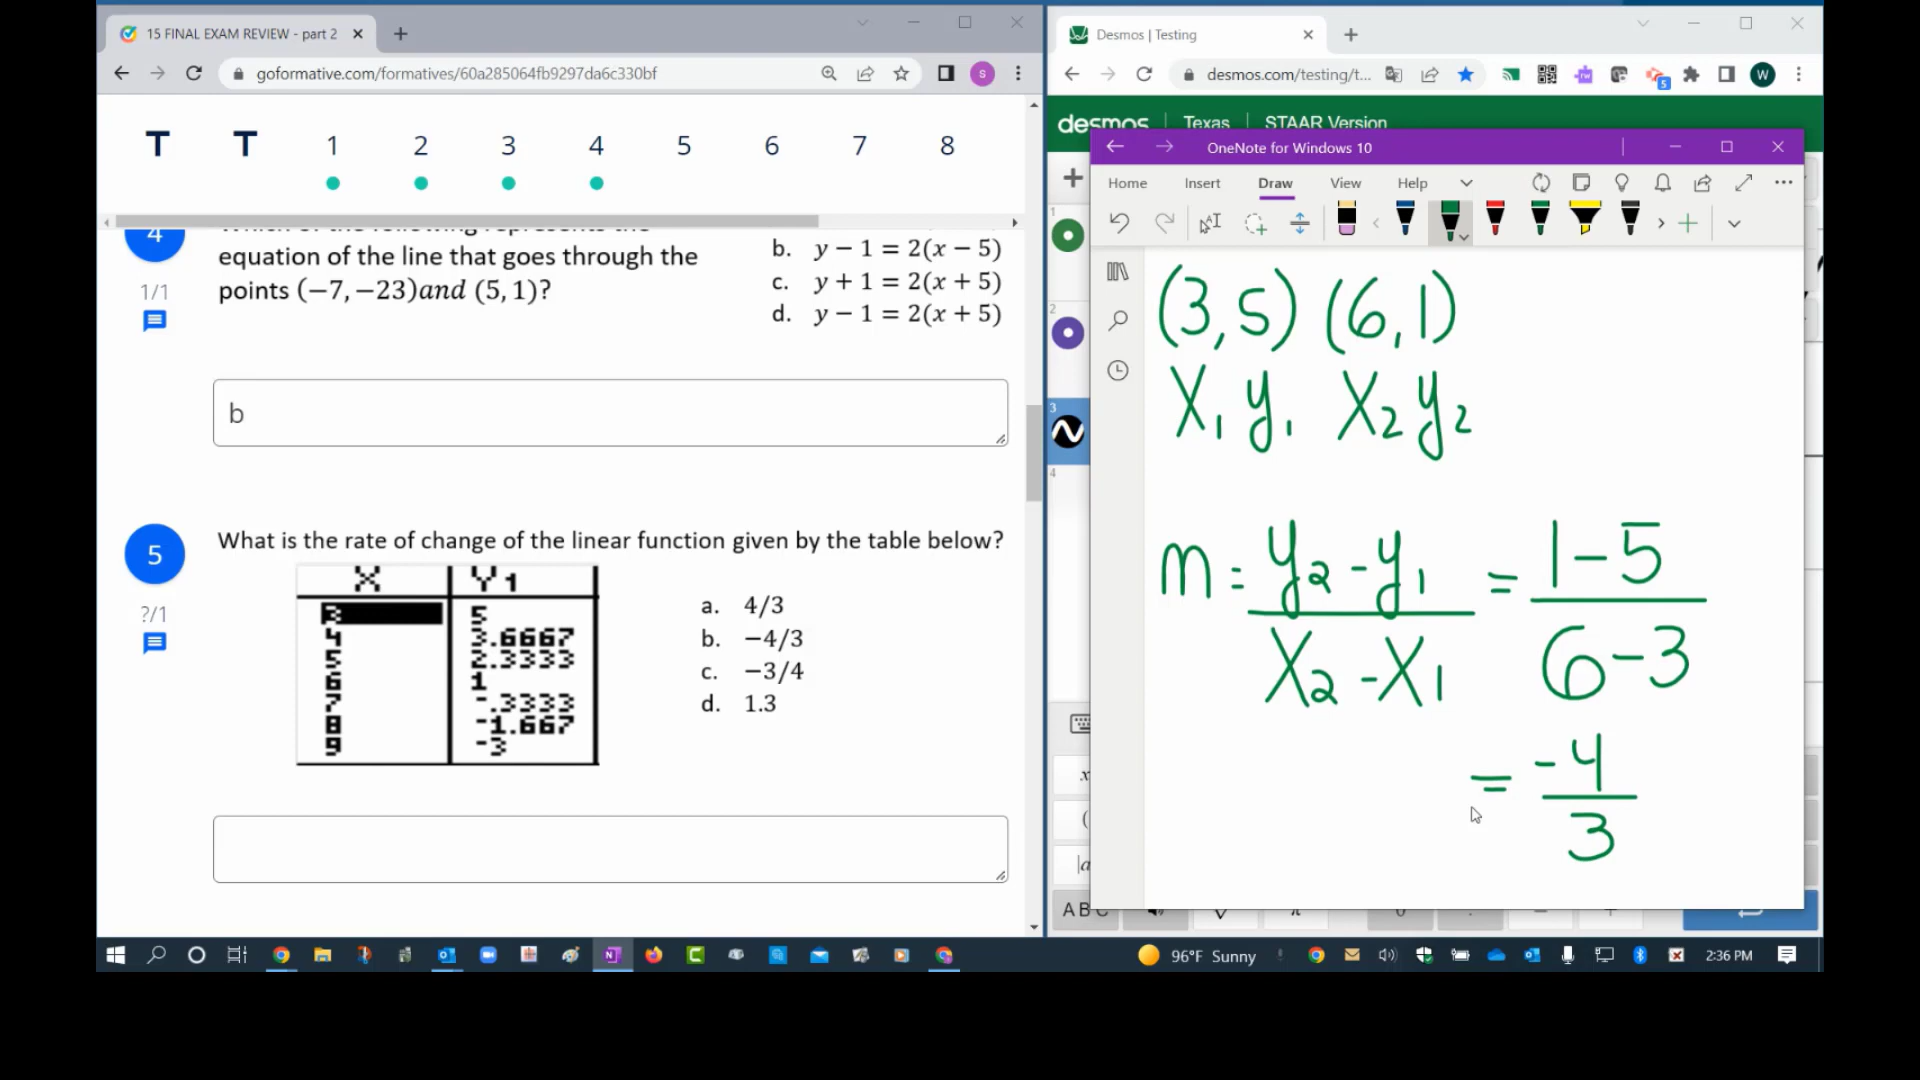 15 FINAL EXAM REVIEW - part 2
goformative.com/formatives/60a285064fb9297da6c330bf
S
T T 1 2 3 4 5 6 7 8
4
equation of the line that goes through the
points (−7, −23) and (5, 1)?
1/1
b. y − 1 = 2(x − 5)
c. y + 1 = 2(x + 5)
d. y − 1 = 2(x + 5)
b
5
What is the rate of change of the linear function given by the table below?
?/1
X Y1
3 5
4 3.6667
5 2.3333
6 1
7 -.3333
8 -1.667
9 -3
a. 4/3
b. −4/3
c. −3/4
d. 1.3
Desmos | Testing
desmos.com/testing/t...
5
W
desmos Texas STAAR Version
1
2
3
4
OneNote for Windows 10
Home Insert Draw View Help
(3,5) (6,1)
X1 y1 X2 y2
m = y2 - y1 / X2 - X1 = 1 - 5 / 6 - 3
= -4/3
x
(
|a
A B C
96°F Sunny
2:36 PM